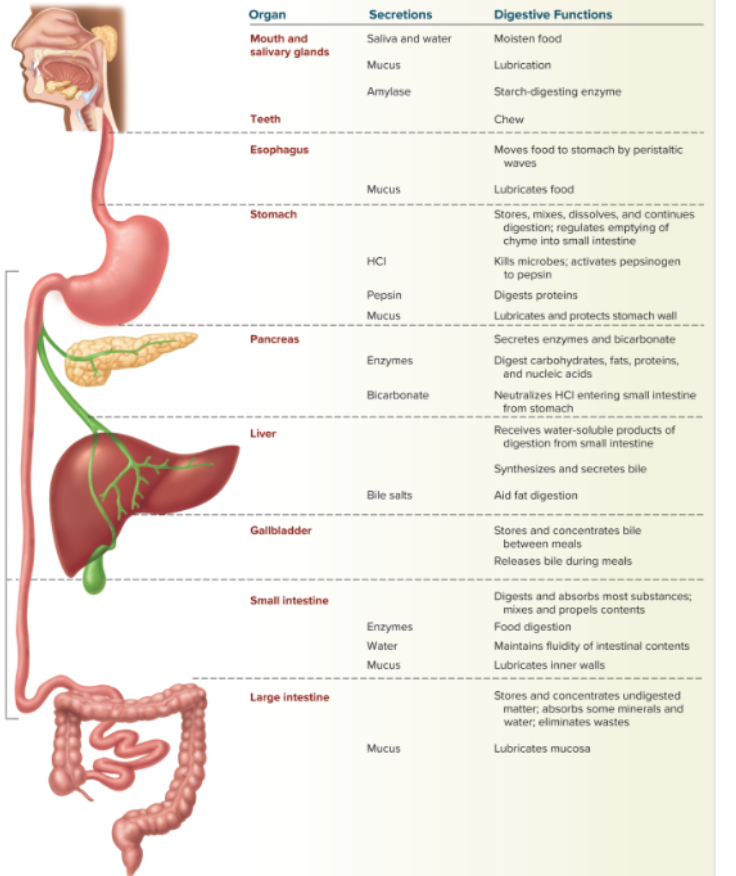 Organ Secretions Digestive Functions
Mouth and Saliva and water Moisten food
salivary glands
Mucus Lubrication
Amylase Starch-digesting enzyme
Teeth Chew
Esophagus Moves food to stomach by peristaltic
waves
Mucus Lubricates food
Stomach Stores, mixes, dissolves, and continues
digestion; regulates emptying of
chyme into small intestine
HCl Kills microbes; activates pepsinogen
to pepsin
Pepsin Digests proteins
Mucus Lubricates and protects stomach wall
Pancreas Secretes enzymes and bicarbonate
Enzymes Digest carbohydrates, fats, proteins,
and nucleic acids
Bicarbonate Neutralizes HCl entering small intestine
from stomach
Liver Receives water-soluble products of
digestion from small intestine
Synthesizes and secretes bile
Bile salts Aid fat digestion
Gallbladder Stores and concentrates bile
between meals
Releases bile during meals
Small intestine Digests and absorbs most substances;
mixes and propels contents
Enzymes Food digestion
Water Maintains fluidity of intestinal contents
Mucus Lubricates inner walls
Large intestine Stores and concentrates undigested
matter; absorbs some minerals and
water; eliminates wastes
Mucus Lubricates mucosa